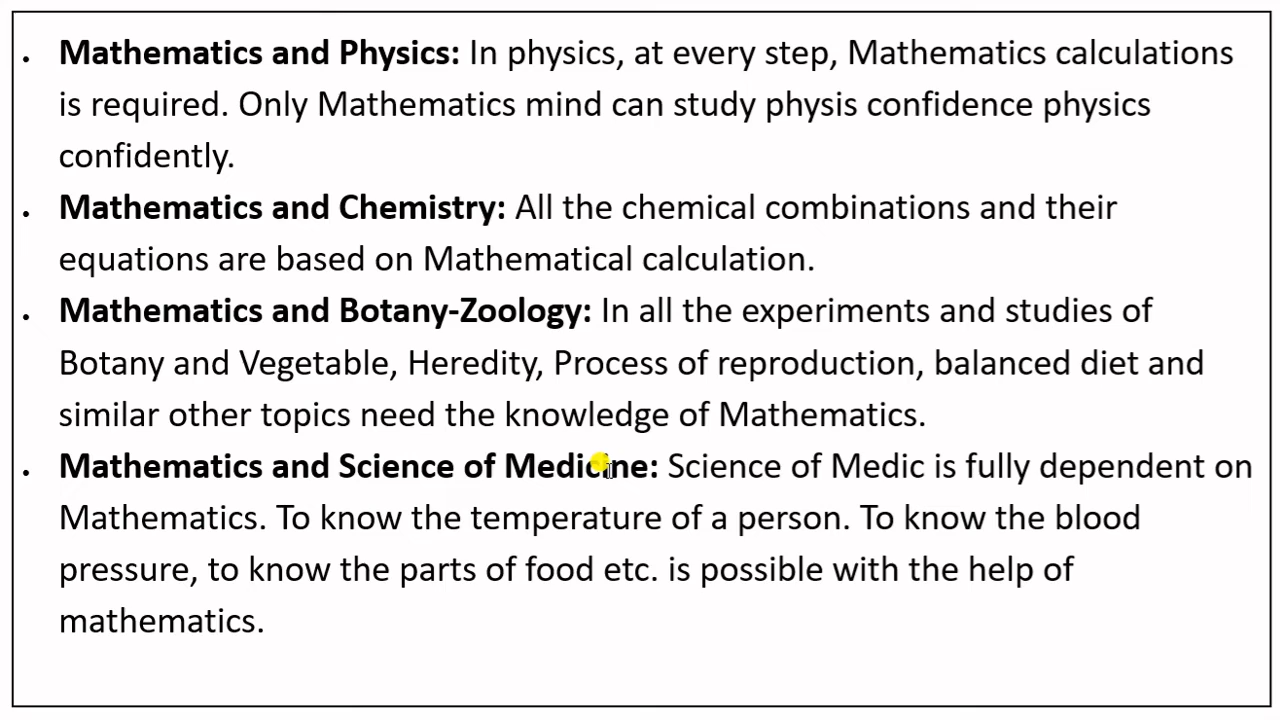 • Mathematics and Physics: In physics, at every step, Mathematics calculations
is required. Only Mathematics mind can study physis confidence physics
confidently.
• Mathematics and Chemistry: All the chemical combinations and their
equations are based on Mathematical calculation.
• Mathematics and Botany-Zoology: In all the experiments and studies of
Botany and Vegetable, Heredity, Process of reproduction, balanced diet and
similar other topics need the knowledge of Mathematics.
• Mathematics and Science of Medicine: Science of Medic is fully dependent on
Mathematics. To know the temperature of a person. To know the blood
pressure, to know the parts of food etc. is possible with the help of
mathematics.